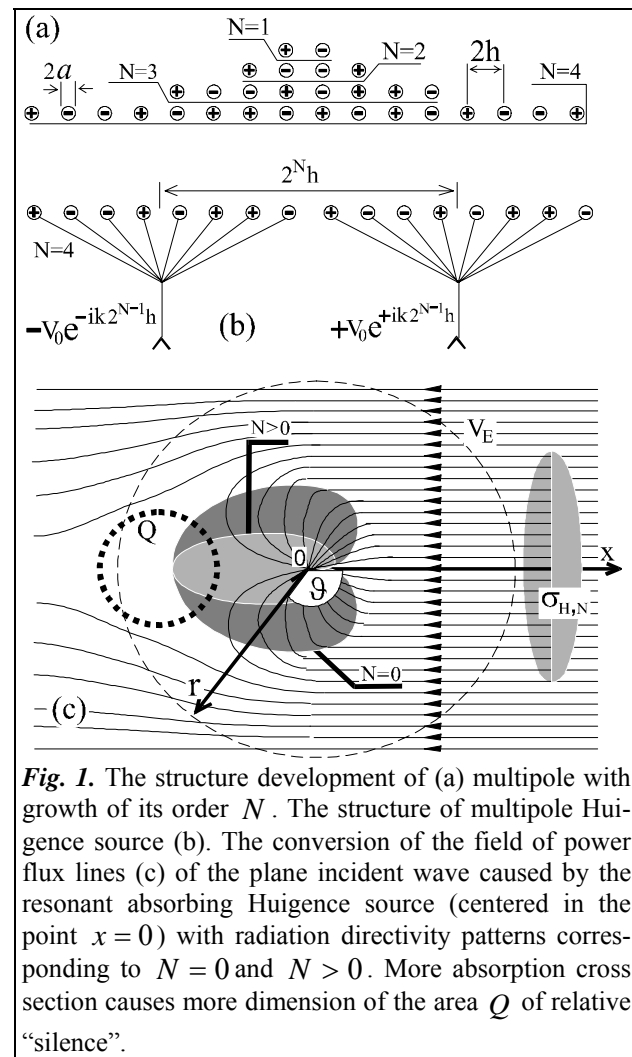 (a)
N=1
N=2
2a
N=3
2h
N=4
2^N h
N=4
−V₀e^{−ik2^{N−1}h}
(b)
+V₀e^{+ik2^{N−1}h}
N>0
V_E
Q
0
x
ϑ
σ_{H,N}
r
N=0
(c)
Fig. 1. The structure development of (a) multipole with
growth of its order N . The structure of multipole Hui-
gence source (b). The conversion of the field of power
flux lines (c) of the plane incident wave caused by the
resonant absorbing Huigence source (centered in the
point x = 0 ) with radiation directivity patterns corres-
ponding to N = 0 and N > 0 . More absorption cross
section causes more dimension of the area Q of relative
“silence”.